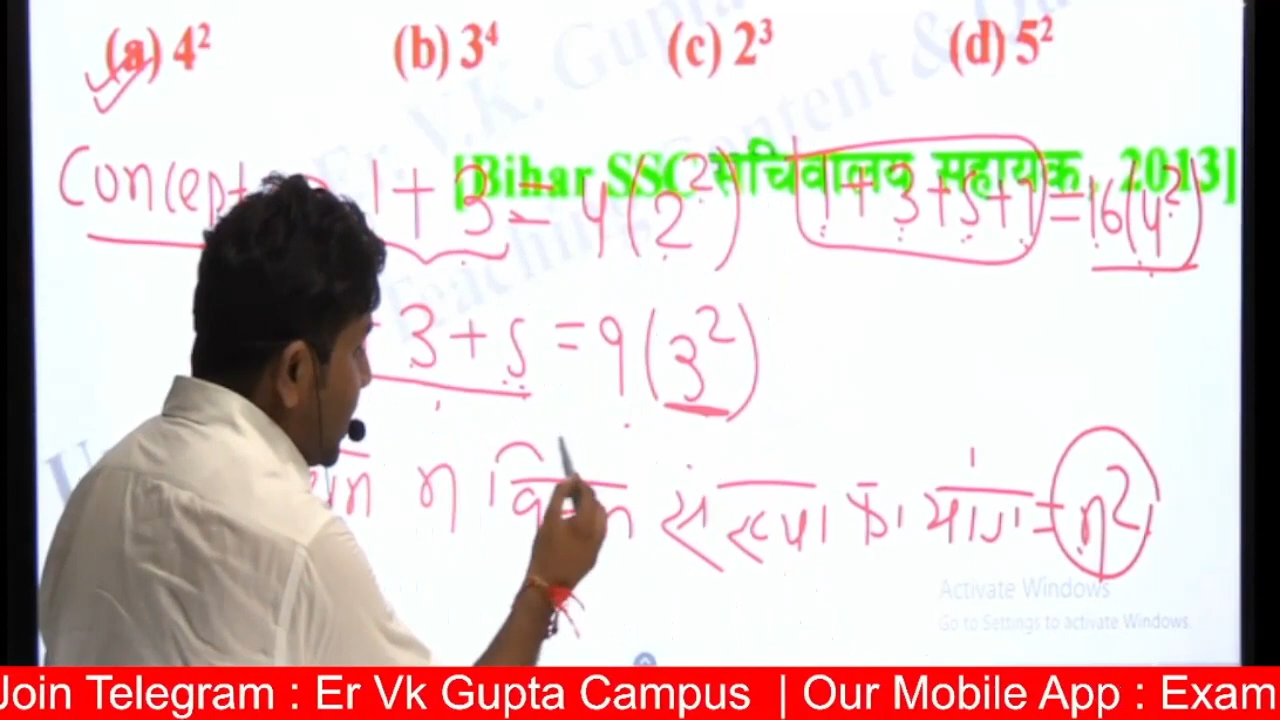 (a) 4² (b) 3⁴ (c) 2³ (d) 5²
[Bihar SSC सचिवालय सहायक, 2013]
Concept 1 + 3 = 4 (2²) 1 + 3 + 5 + 7 = 16 (4²)
3 + 5 = 9 (3²)
n विषम संख्या का योग = n²
Activate Windows
Go to Settings to activate Windows.
Join Telegram : Er Vk Gupta Campus | Our Mobile App : Exam